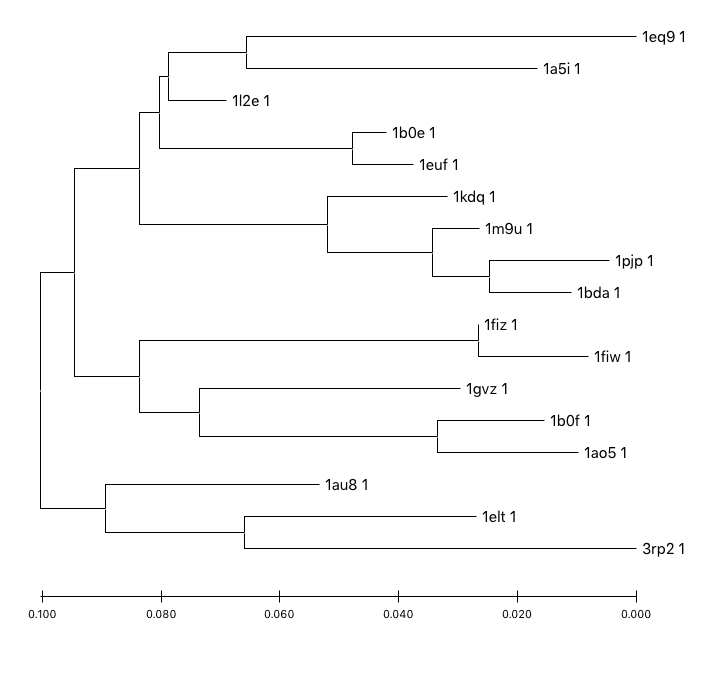 1eq9 1
1a5i 1
1l2e 1
1b0e 1
1euf 1
1kdq 1
1m9u 1
1pjp 1
1bda 1
1fiz 1
1fiw 1
1gvz 1
1b0f 1
1ao5 1
1au8 1
1elt 1
3rp2 1
0.100 0.080 0.060 0.040 0.020 0.000